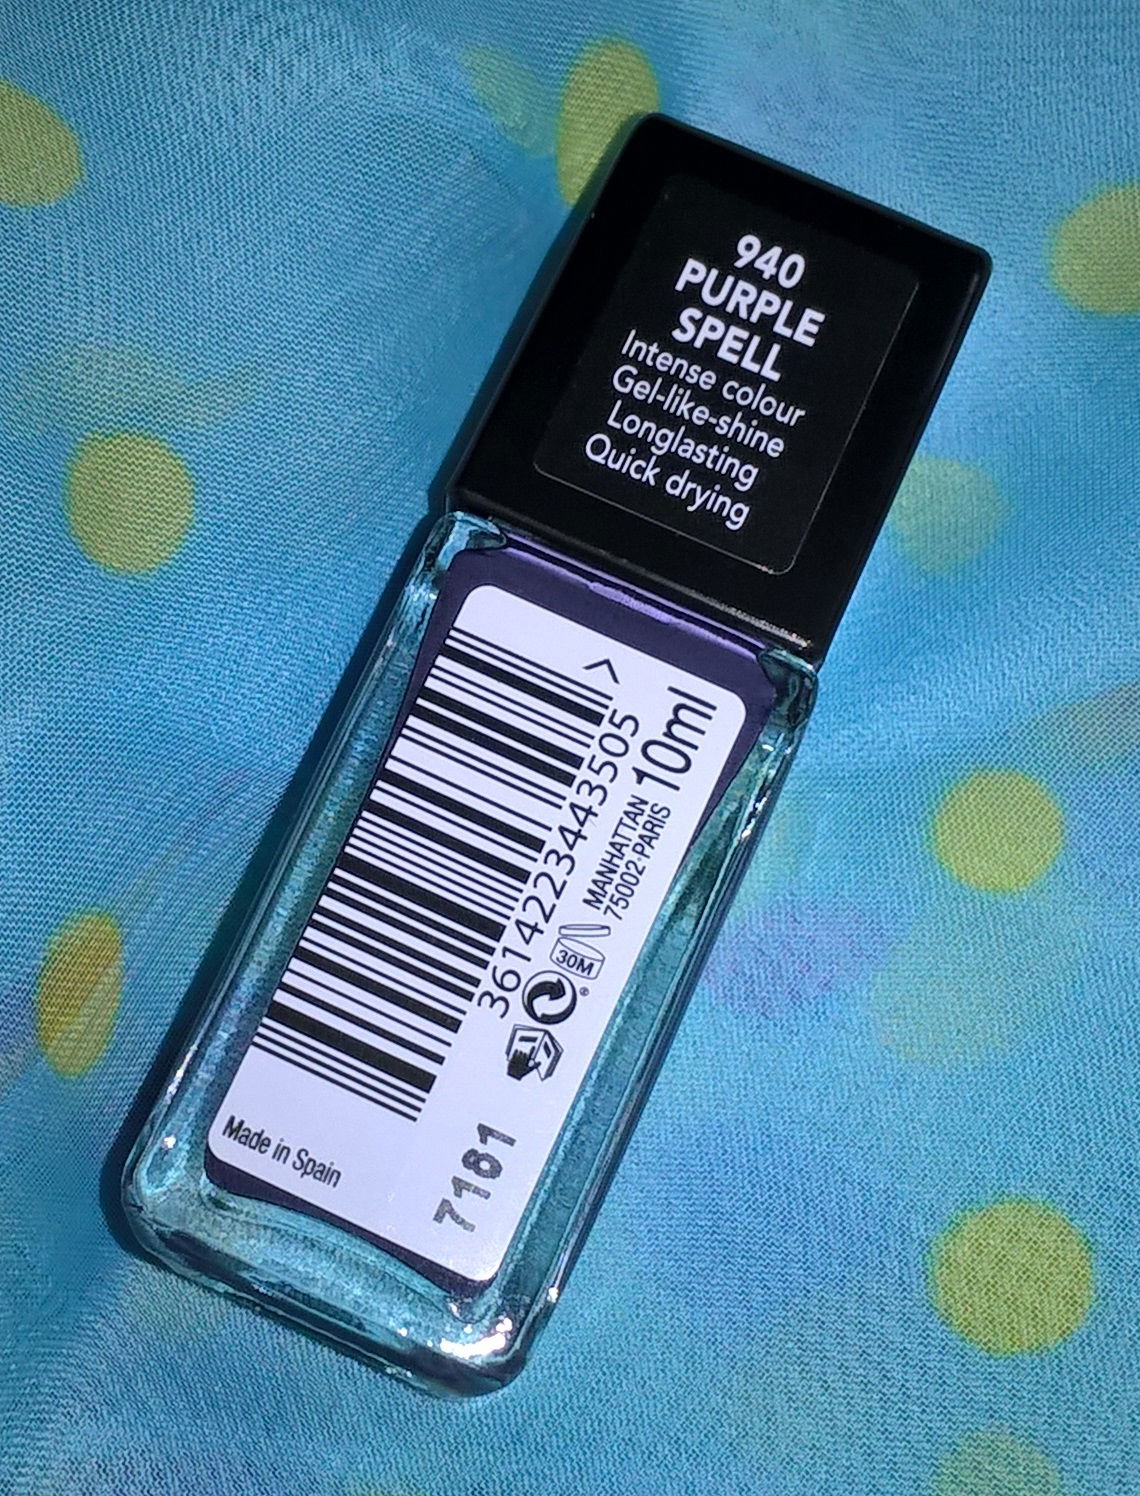 940
PURPLE
SPELL
Intense colour
Gel-like-shine
Longlasting
Quick drying
3614223443505 >
10ml
MANHATTAN
75002·PARIS
30M
®
7181
Made in Spain